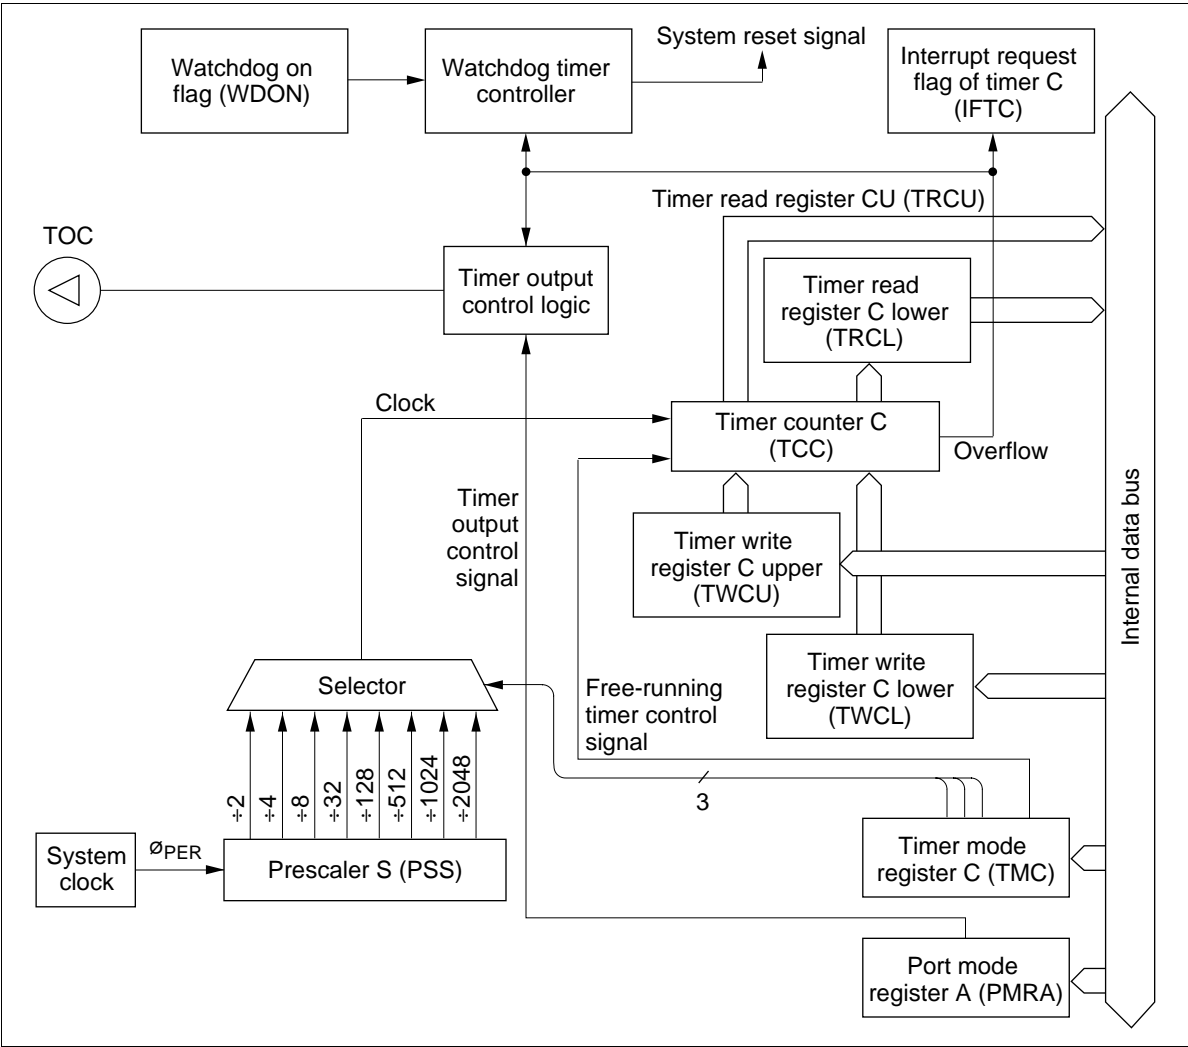 System reset signal
Watchdog on
flag (WDON)
Watchdog timer
controller
Interrupt request
flag of timer C
(IFTC)
Timer read register CU (TRCU)
TOC
Timer output
control logic
Timer read
register C lower
(TRCL)
Clock
Timer counter C
(TCC)
Overflow
Timer
output
control
signal
Timer write
register C upper
(TWCU)
Internal data bus
Timer write
register C lower
(TWCL)
Selector
Free-running
timer control
signal
÷2
÷4
÷8
÷32
÷128
÷512
÷1024
÷2048
3
System
clock
øPER
Prescaler S (PSS)
Timer mode
register C (TMC)
Port mode
register A (PMRA)